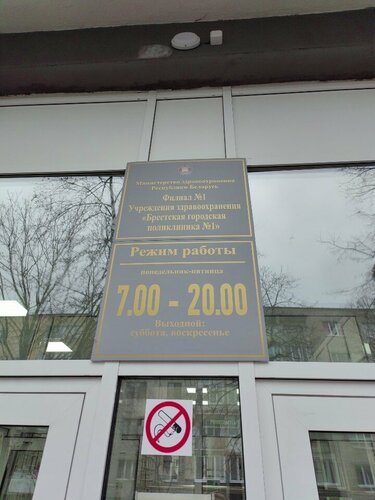 Министерство здравоохранения
Республики Беларусь
Филиал №1
Учреждения здравоохранения
«Брестская городская
поликлиника №1»
Режим работы
понедельник-пятница
7.00 - 20.00
Выходной:
суббота, воскресенье